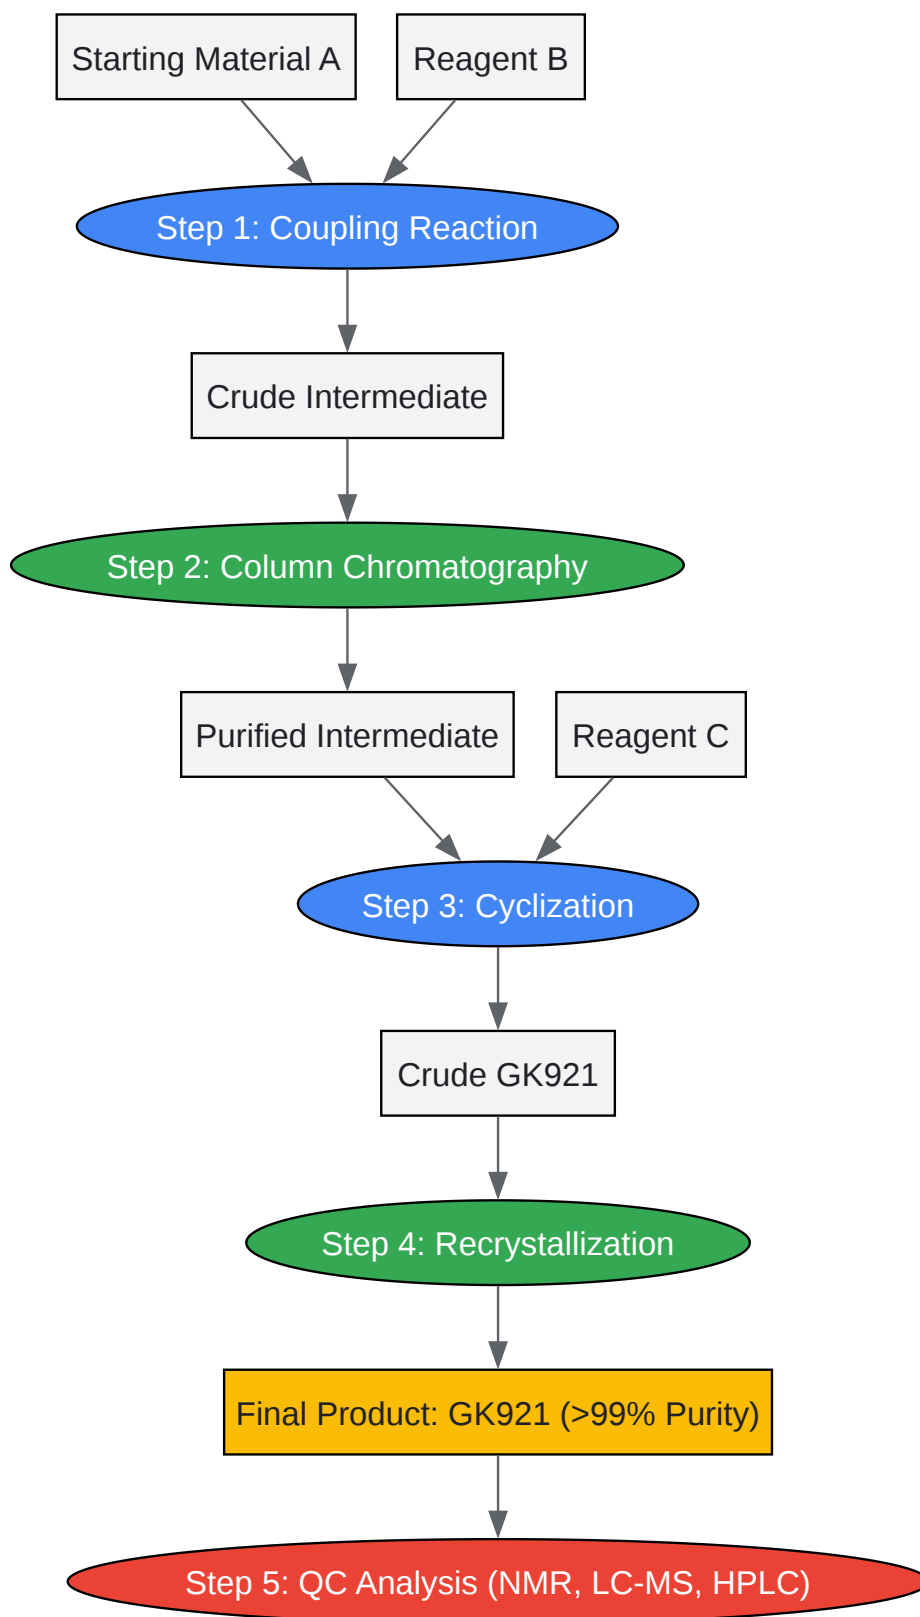 Starting Material A
Reagent B
Step 1: Coupling Reaction
Crude Intermediate
Step 2: Column Chromatography
Purified Intermediate
Reagent C
Step 3: Cyclization
Crude GK921
Step 4: Recrystallization
Final Product: GK921 (>99% Purity)
Step 5: QC Analysis (NMR, LC-MS, HPLC)